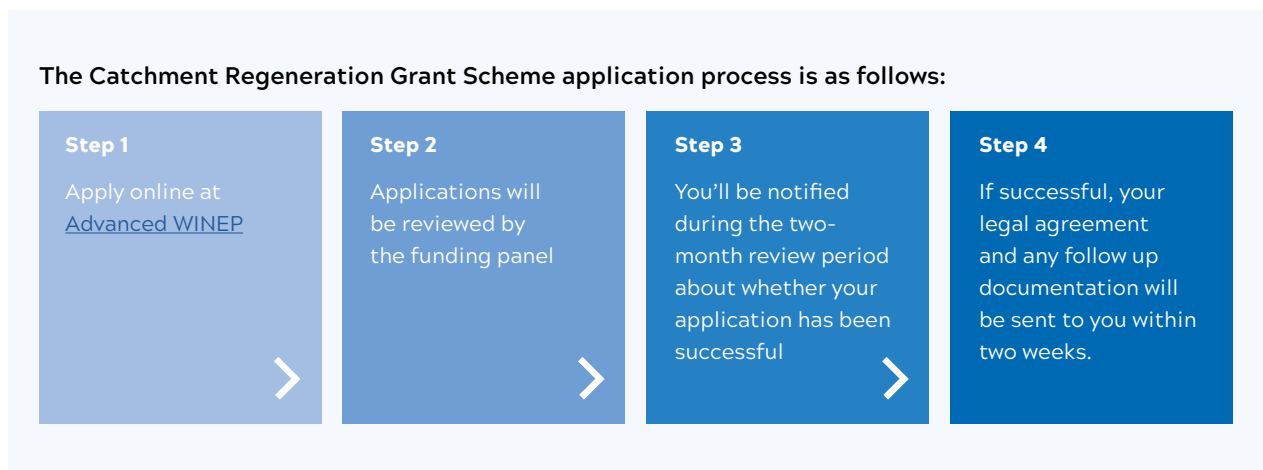 The Catchment Regeneration Grant Scheme application process is as follows:
Step 1
Apply online at
Advanced WINEP
Step 2
Applications will
be reviewed by
the funding panel
Step 3
You’ll be notified
during the two-
month review period
about whether your
application has been
successful
Step 4
If successful, your
legal agreement
and any follow up
documentation will
be sent to you within
two weeks.